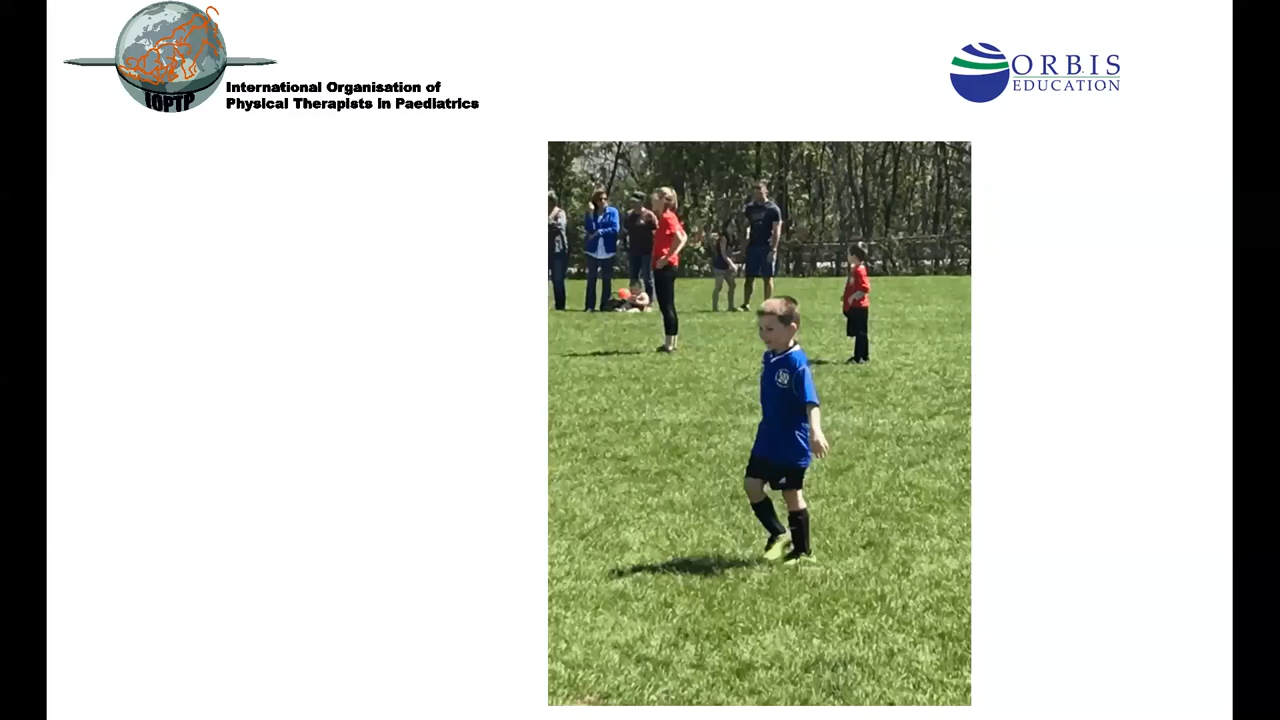 IOPTP
International Organisation of
Physical Therapists in Paediatrics
ORBIS
EDUCATION